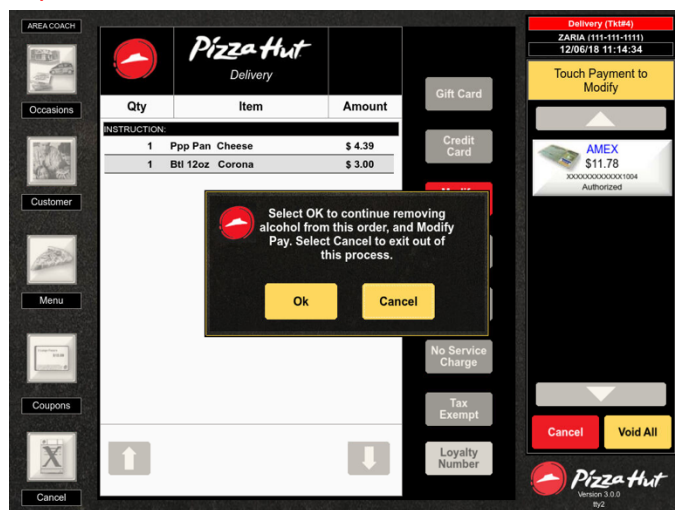 AREA COACH
Occasions
Customer
Menu
Coupons
Cancel
Pizza Hut
Delivery
Qty Item Amount
INSTRUCTION:
1 Ppp Pan Cheese $ 4.39
1 Btl 12oz Corona $ 3.00
Gift Card
Credit
Card
Select OK to continue removing
alcohol from this order, and Modify
Pay. Select Cancel to exit out of
this process.
Ok Cancel
No Service
Charge
Tax
Exempt
Loyalty
Number
Delivery (Tkt#4)
ZARIA (111-111-1111)
12/06/18 11:14:34
Touch Payment to
Modify
AMEX
$11.78
XXXXXXXXXXXX1004
Authorized
Cancel Void All
Pizza Hut
Version 3.0.0
tty2